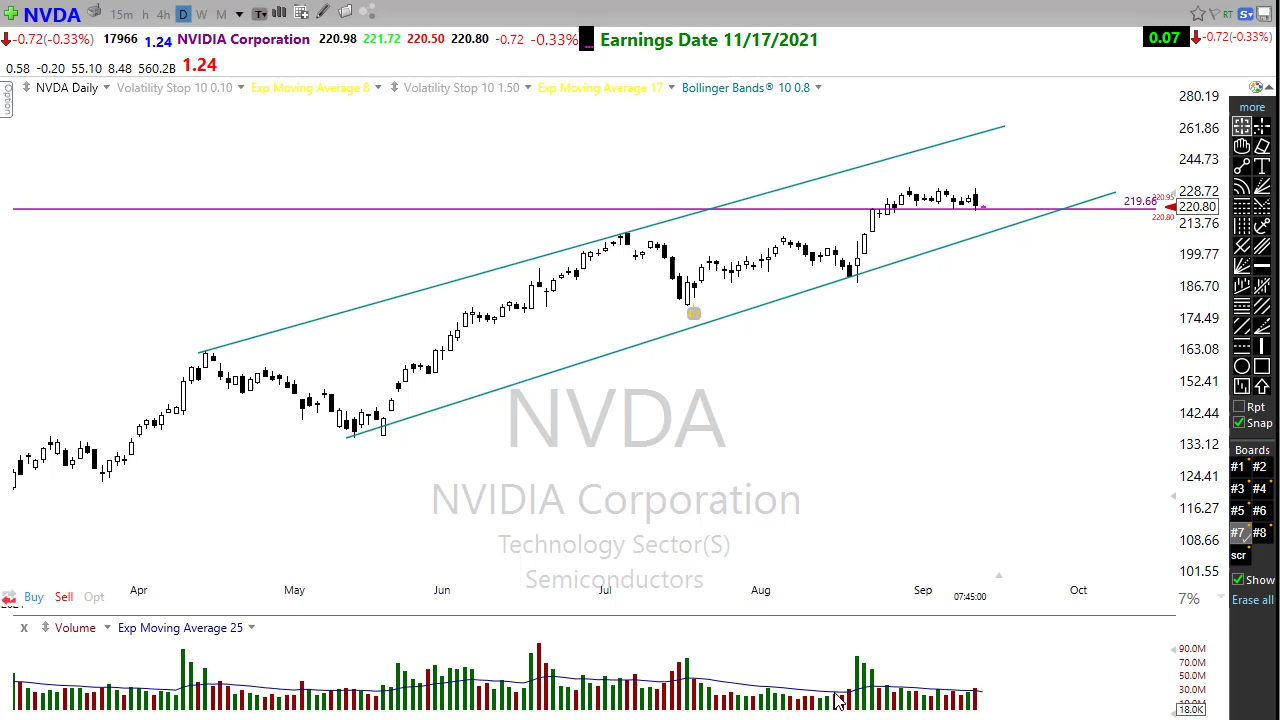 NVDA 15m h 4h D W M T RT S
-0.72(-0.33%) 17966 1.24 NVIDIA Corporation 220.98 221.72 220.50 220.80 -0.72 -0.33% Earnings Date 11/17/2021 0.07 -0.72(-0.33%)
0.58 -0.20 55.10 8.48 560.2B 1.24
Option
NVDA Daily Volatility Stop 10 0.10 Exp Moving Average 8 Volatility Stop 10 1.50 Exp Moving Average 17 Bollinger Bands® 10 0.8
280.19
261.86
244.73
228.72
219.66 220.95
220.80
220.80
213.76
199.77
186.70
174.49
163.08
152.41
142.44
133.12
124.41
116.27
108.66
101.55
NVDA
NVIDIA Corporation
Technology Sector(S)
Semiconductors
Apr May Jun Jul Aug Sep 07:45:00 Oct
Buy Sell Opt 7%
X Volume Exp Moving Average 25
90.0M
70.0M
50.0M
30.0M
18.0K
more
T
Rpt
Snap
Boards
#1 #2
#3 #4
#5 #6
#7 #8
scr
Show
Erase all